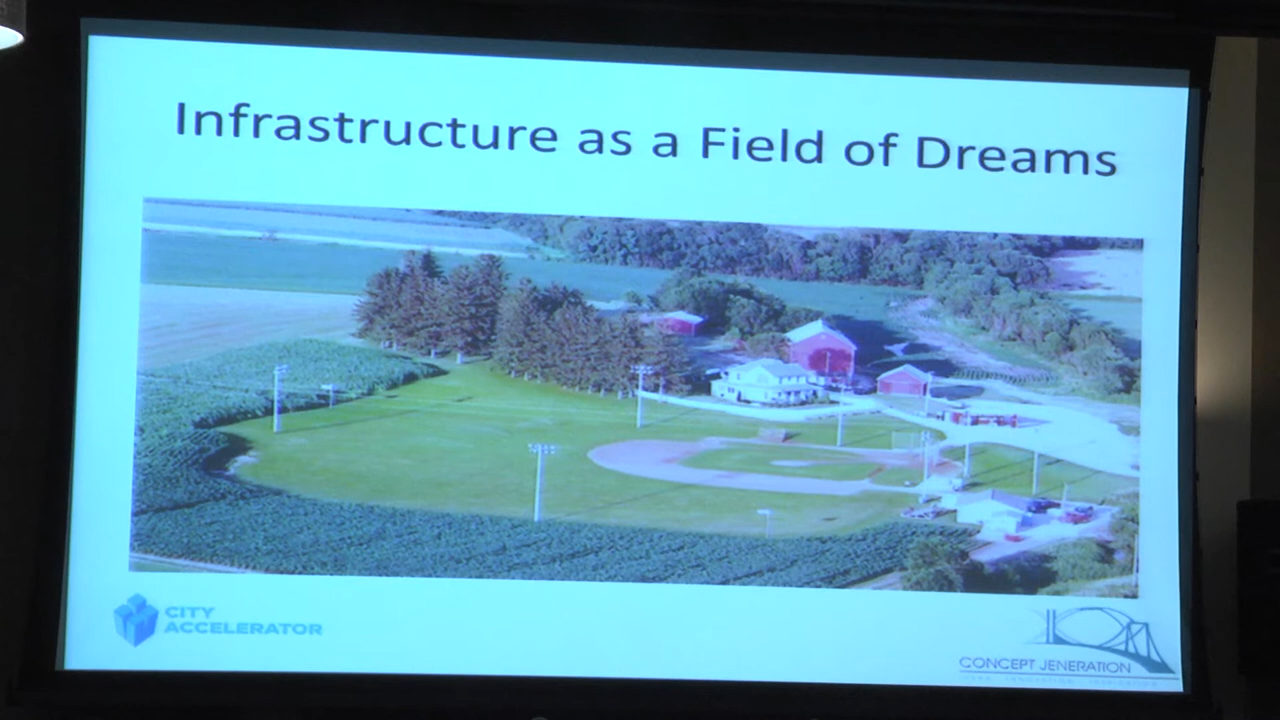 Infrastructure as a Field of Dreams
CITY
ACCELERATOR
CONCEPT JENERATION